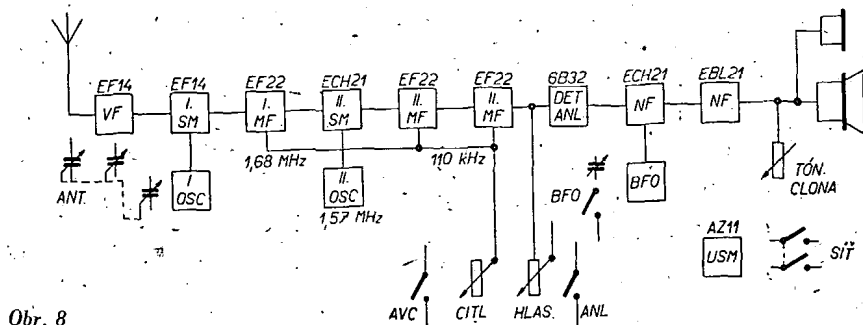 EF14 EF14 EF22 ECH21 EF22 EF22 6B32 ECH21 EBL21
VF
I. SM
I. MF
II. SM
II. MF
II. MF
DET ANL
NF
NF
1,68 MHz
110 kHz
ANT.
I OSC
II. OSC
1,57 MHz
BFO
BFO
TÓN. CLONA
AZ11
USM
SÍŤ
AVC
CITL
HLAS.
ANL
Obr. 8